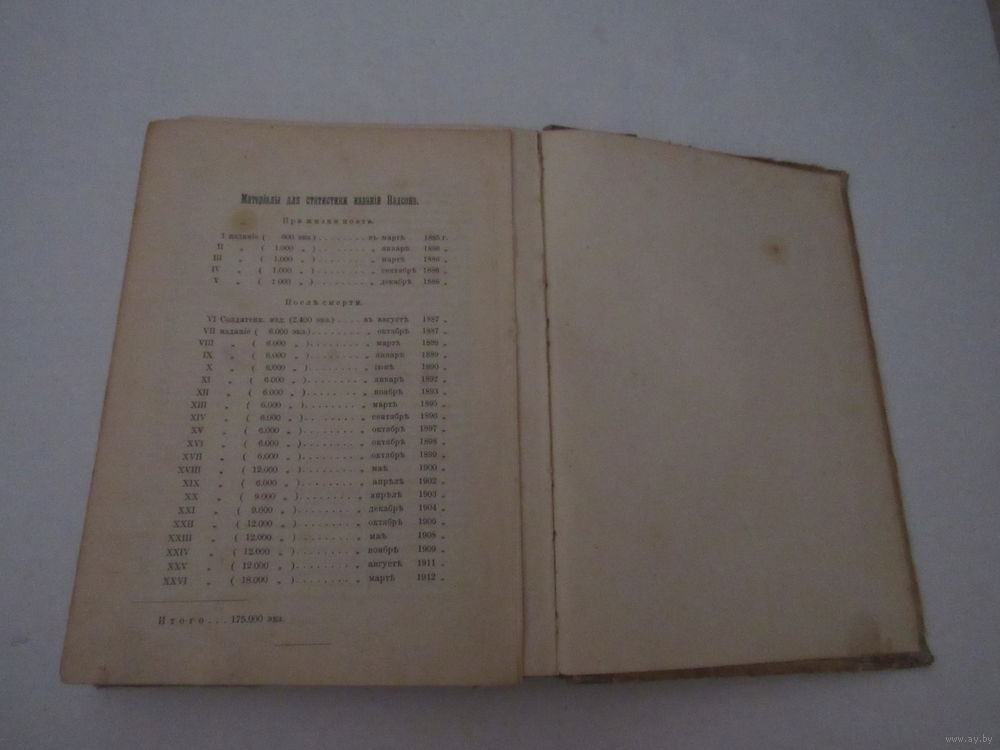 Матеріалы для статистики изданій Надсона.
При жизни поэта.
I изданіе ( 600 экз.) . . . . . . . . въ мартѣ 1885 г.
II „ ( 1.000 „ ) . . . . . . . . „ январѣ 1886 „
III „ ( 1.000 „ ) . . . . . . . . „ мартѣ 1886 „
IV „ ( 1.000 „ ) . . . . . . . . „ сентябрѣ 1886 „
V „ ( 1 000 „ ) . . . . . . . . „ декабрѣ 1886 „
Послѣ смерти.
VI Солдатенк. изд. (2.400 экз.) . . . . въ августѣ 1887 „
VII изданіе ( 6.000 экз.) . . . . . . . . „ октябрѣ 1887 „
VIII „ ( 6.000 „ ) . . . . . . . . „ мартѣ 1888 „
IX „ ( 6.000 „ ) . . . . . . . . „ январѣ 1889 „
X „ ( 6,000 „ ) . . . . . . . . „ іюнѣ 1890 „
XI „ ( 6.000 „ ) . . . . . . . . „ январѣ 1892 „
XII „ ( 6.000 „ ) . . . . . . . . „ ноябрѣ 1893 „
XIII „ ( 6.000 „ ) . . . . . . . . „ мартѣ 1895 „
XIV „ ( 6.000 „ ) . . . . . . . . „ сентябрѣ 1896 „
XV „ ( 6.000 „ ) . . . . . . . . „ октябрѣ 1897 „
XVI „ ( 6.000 „ ) . . . . . . . . „ октябрѣ 1898 „
XVII „ ( 6.000 „ ) . . . . . . . . „ октябрѣ 1899 „
XVIII „ ( 12.000 „ ) . . . . . . . . „ маѣ 1900 „
XIX „ ( 6.000 „ ) . . . . . . . . „ апрѣлѣ 1902 „
XX „ ( 9.000 „ ) . . . . . . . . „ апрѣлѣ 1903 „
XXI „ ( 9.000 „ ) . . . . . . . . „ декабрѣ 1904 „
XXII „ ( 12.000 „ ) . . . . . . . . „ октябрѣ 1906 „
XXIII „ ( 12.000 „ ) . . . . . . . . „ маѣ 1908 „
XXIV „ ( 12.000 „ ) . . . . . . . . „ ноябрѣ 1909 „
XXV „ ( 12.000 „ ) . . . . . . . . „ августѣ 1911 „
XXVI „ ( 18.000 „ ) . . . . . . . . „ мартѣ 1912 „
Итого . . . 175.000 экз.
www.ay.by